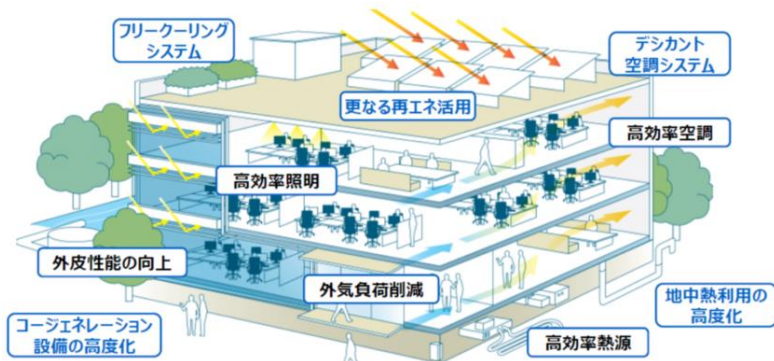 フリークーリング
システム
デシカント
空調システム
更なる再エネ活用
高効率空調
高効率照明
外皮性能の向上
外気負荷削減
地中熱利用の
高度化
コージェネレーション
設備の高度化
高効率熱源